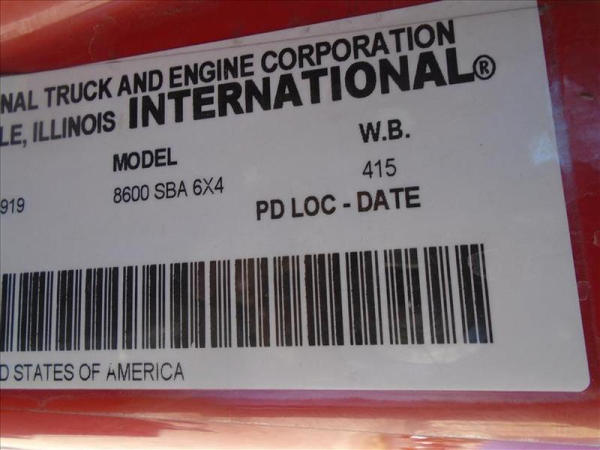 NAL TRUCK AND ENGINE CORPORATION
LE, ILLINOIS INTERNATIONAL®
MODEL W.B.
919 8600 SBA 6X4 415
PD LOC - DATE
D STATES OF AMERICA